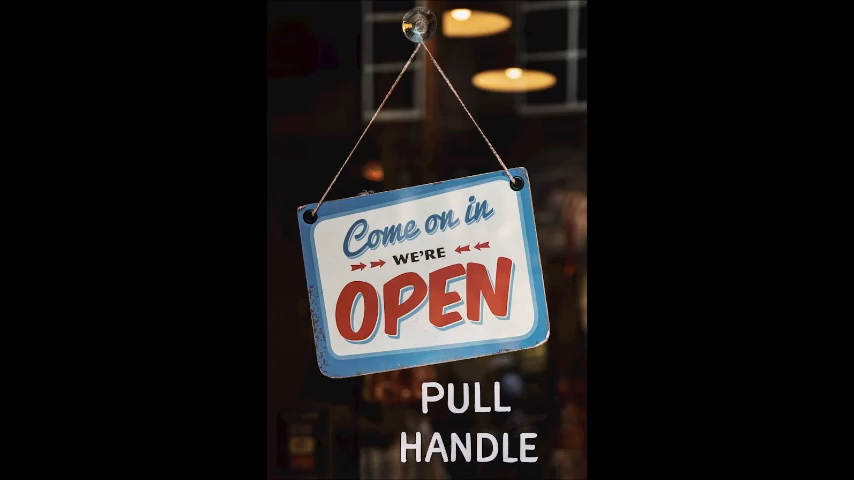 Come on in
WE'RE
OPEN
PULL
HANDLE